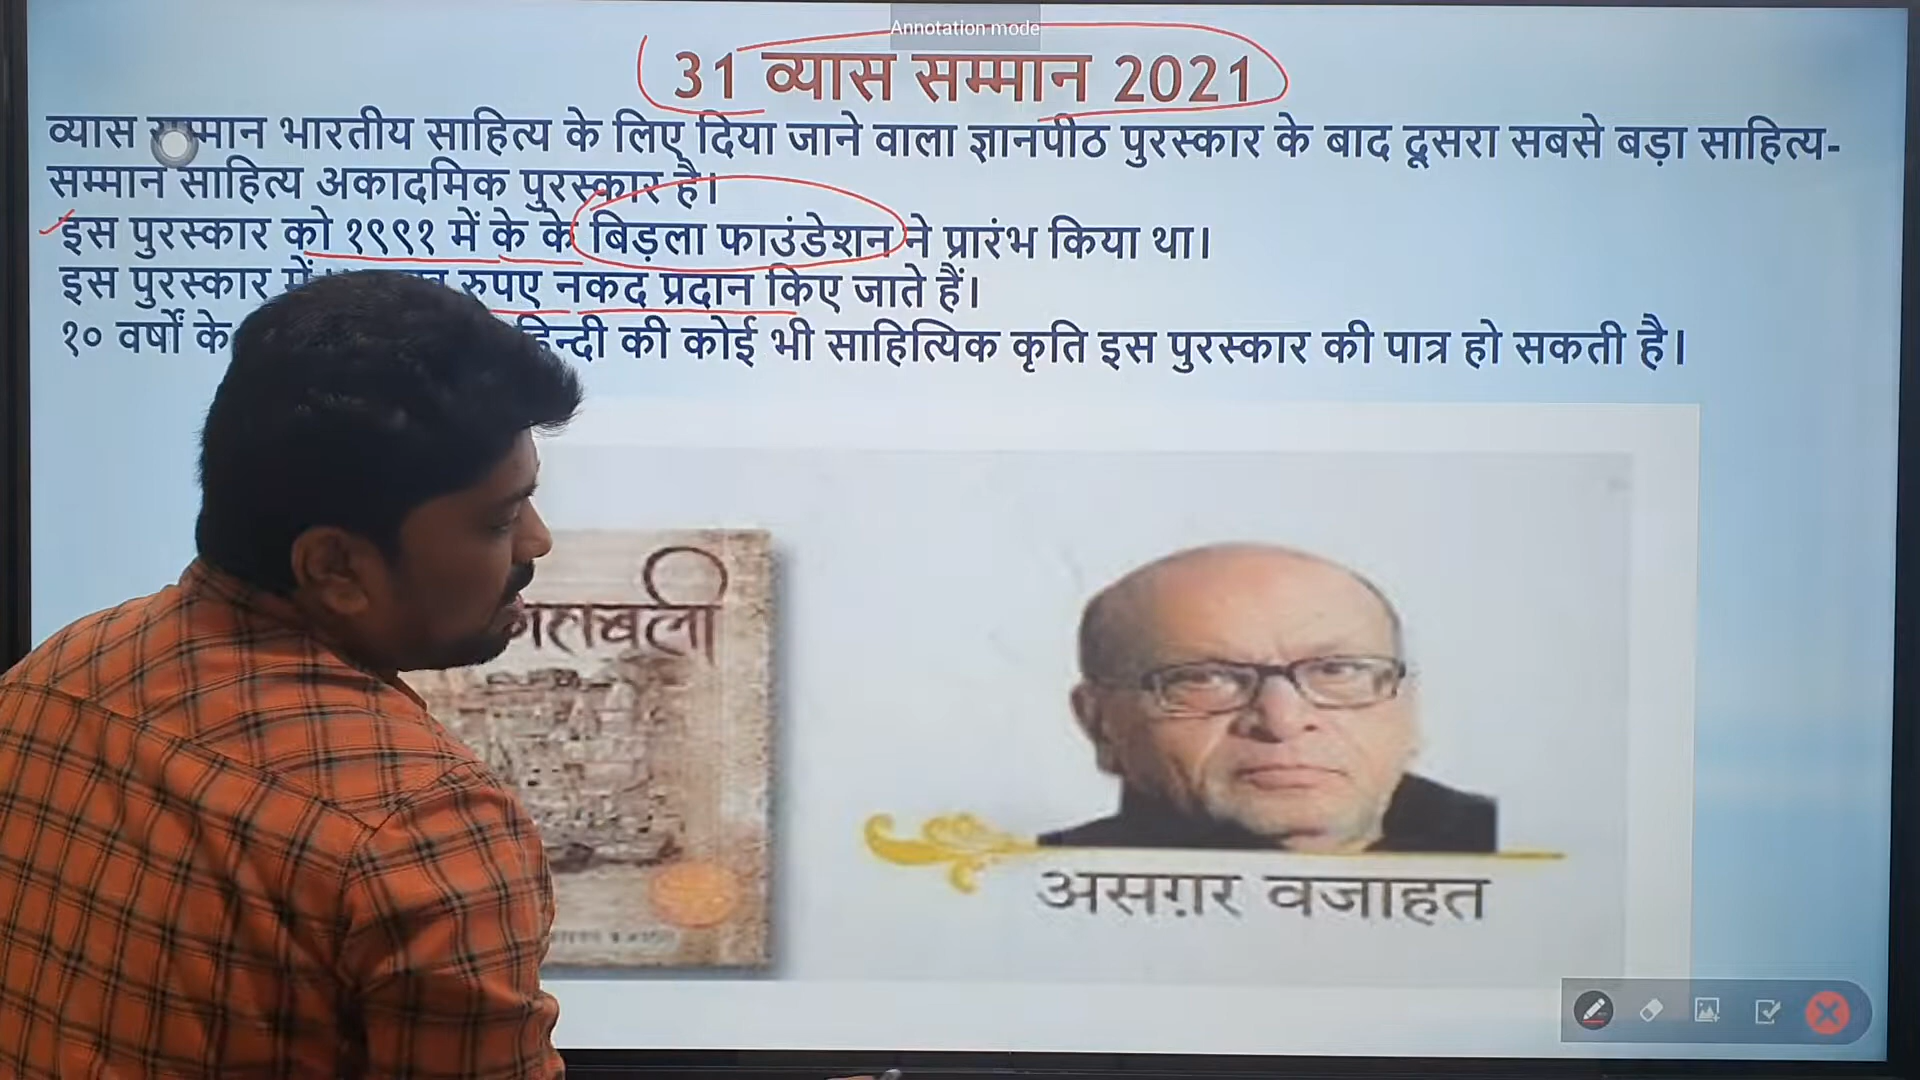 Annotation mode
31 व्यास सम्मान 2021
व्यास सम्मान भारतीय साहित्य के लिए दिया जाने वाला ज्ञानपीठ पुरस्कार के बाद दूसरा सबसे बड़ा साहित्य-
सम्मान साहित्य अकादमिक पुरस्कार है।
इस पुरस्कार को १९९१ में के के बिड़ला फाउंडेशन ने प्रारंभ किया था।
इस पुरस्कार में रुपए नकद प्रदान किए जाते हैं।
१० वर्षों के हिन्दी की कोई भी साहित्यिक कृति इस पुरस्कार की पात्र हो सकती है।
असग़र वजाहत